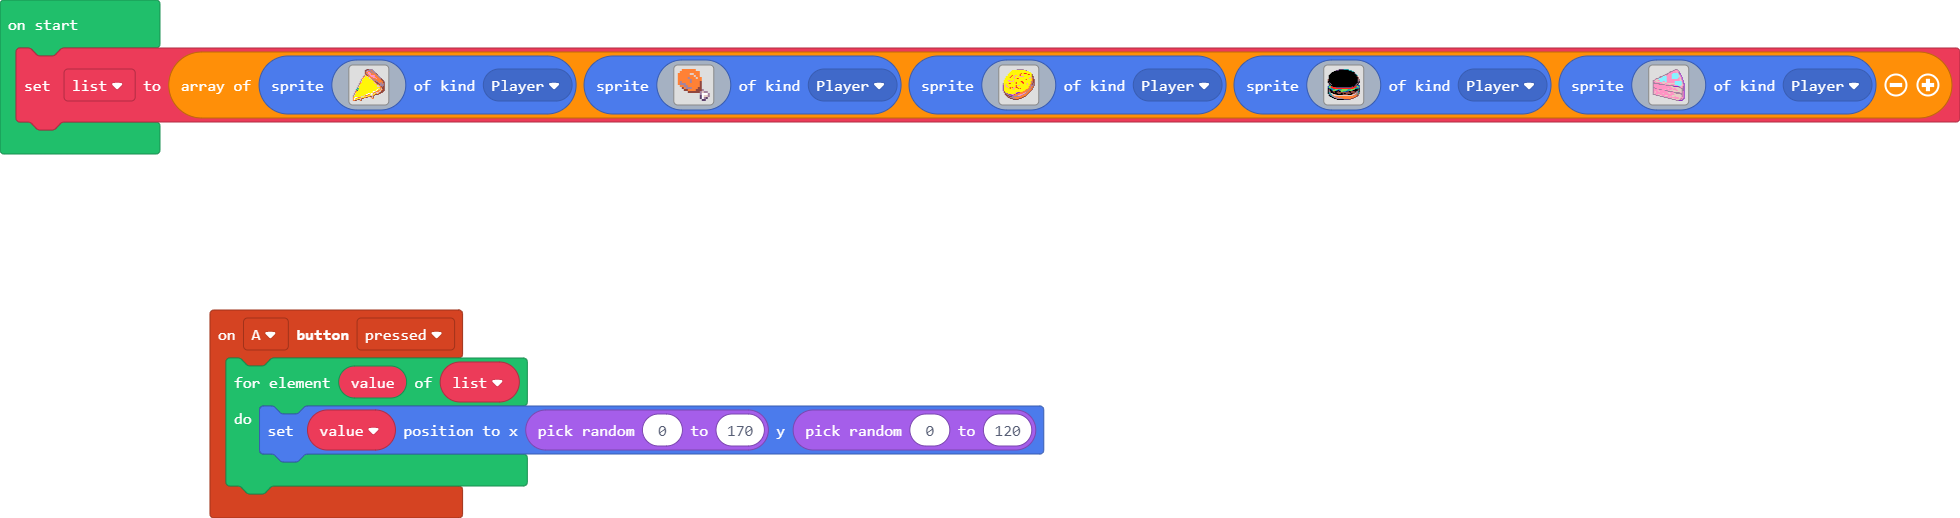 on start
set list to array of sprite of kind Player sprite of kind Player sprite of kind Player sprite of kind Player sprite of kind Player
on A button pressed
for element value of list
do
set value position to x pick random 0 to 170 y pick random 0 to 120